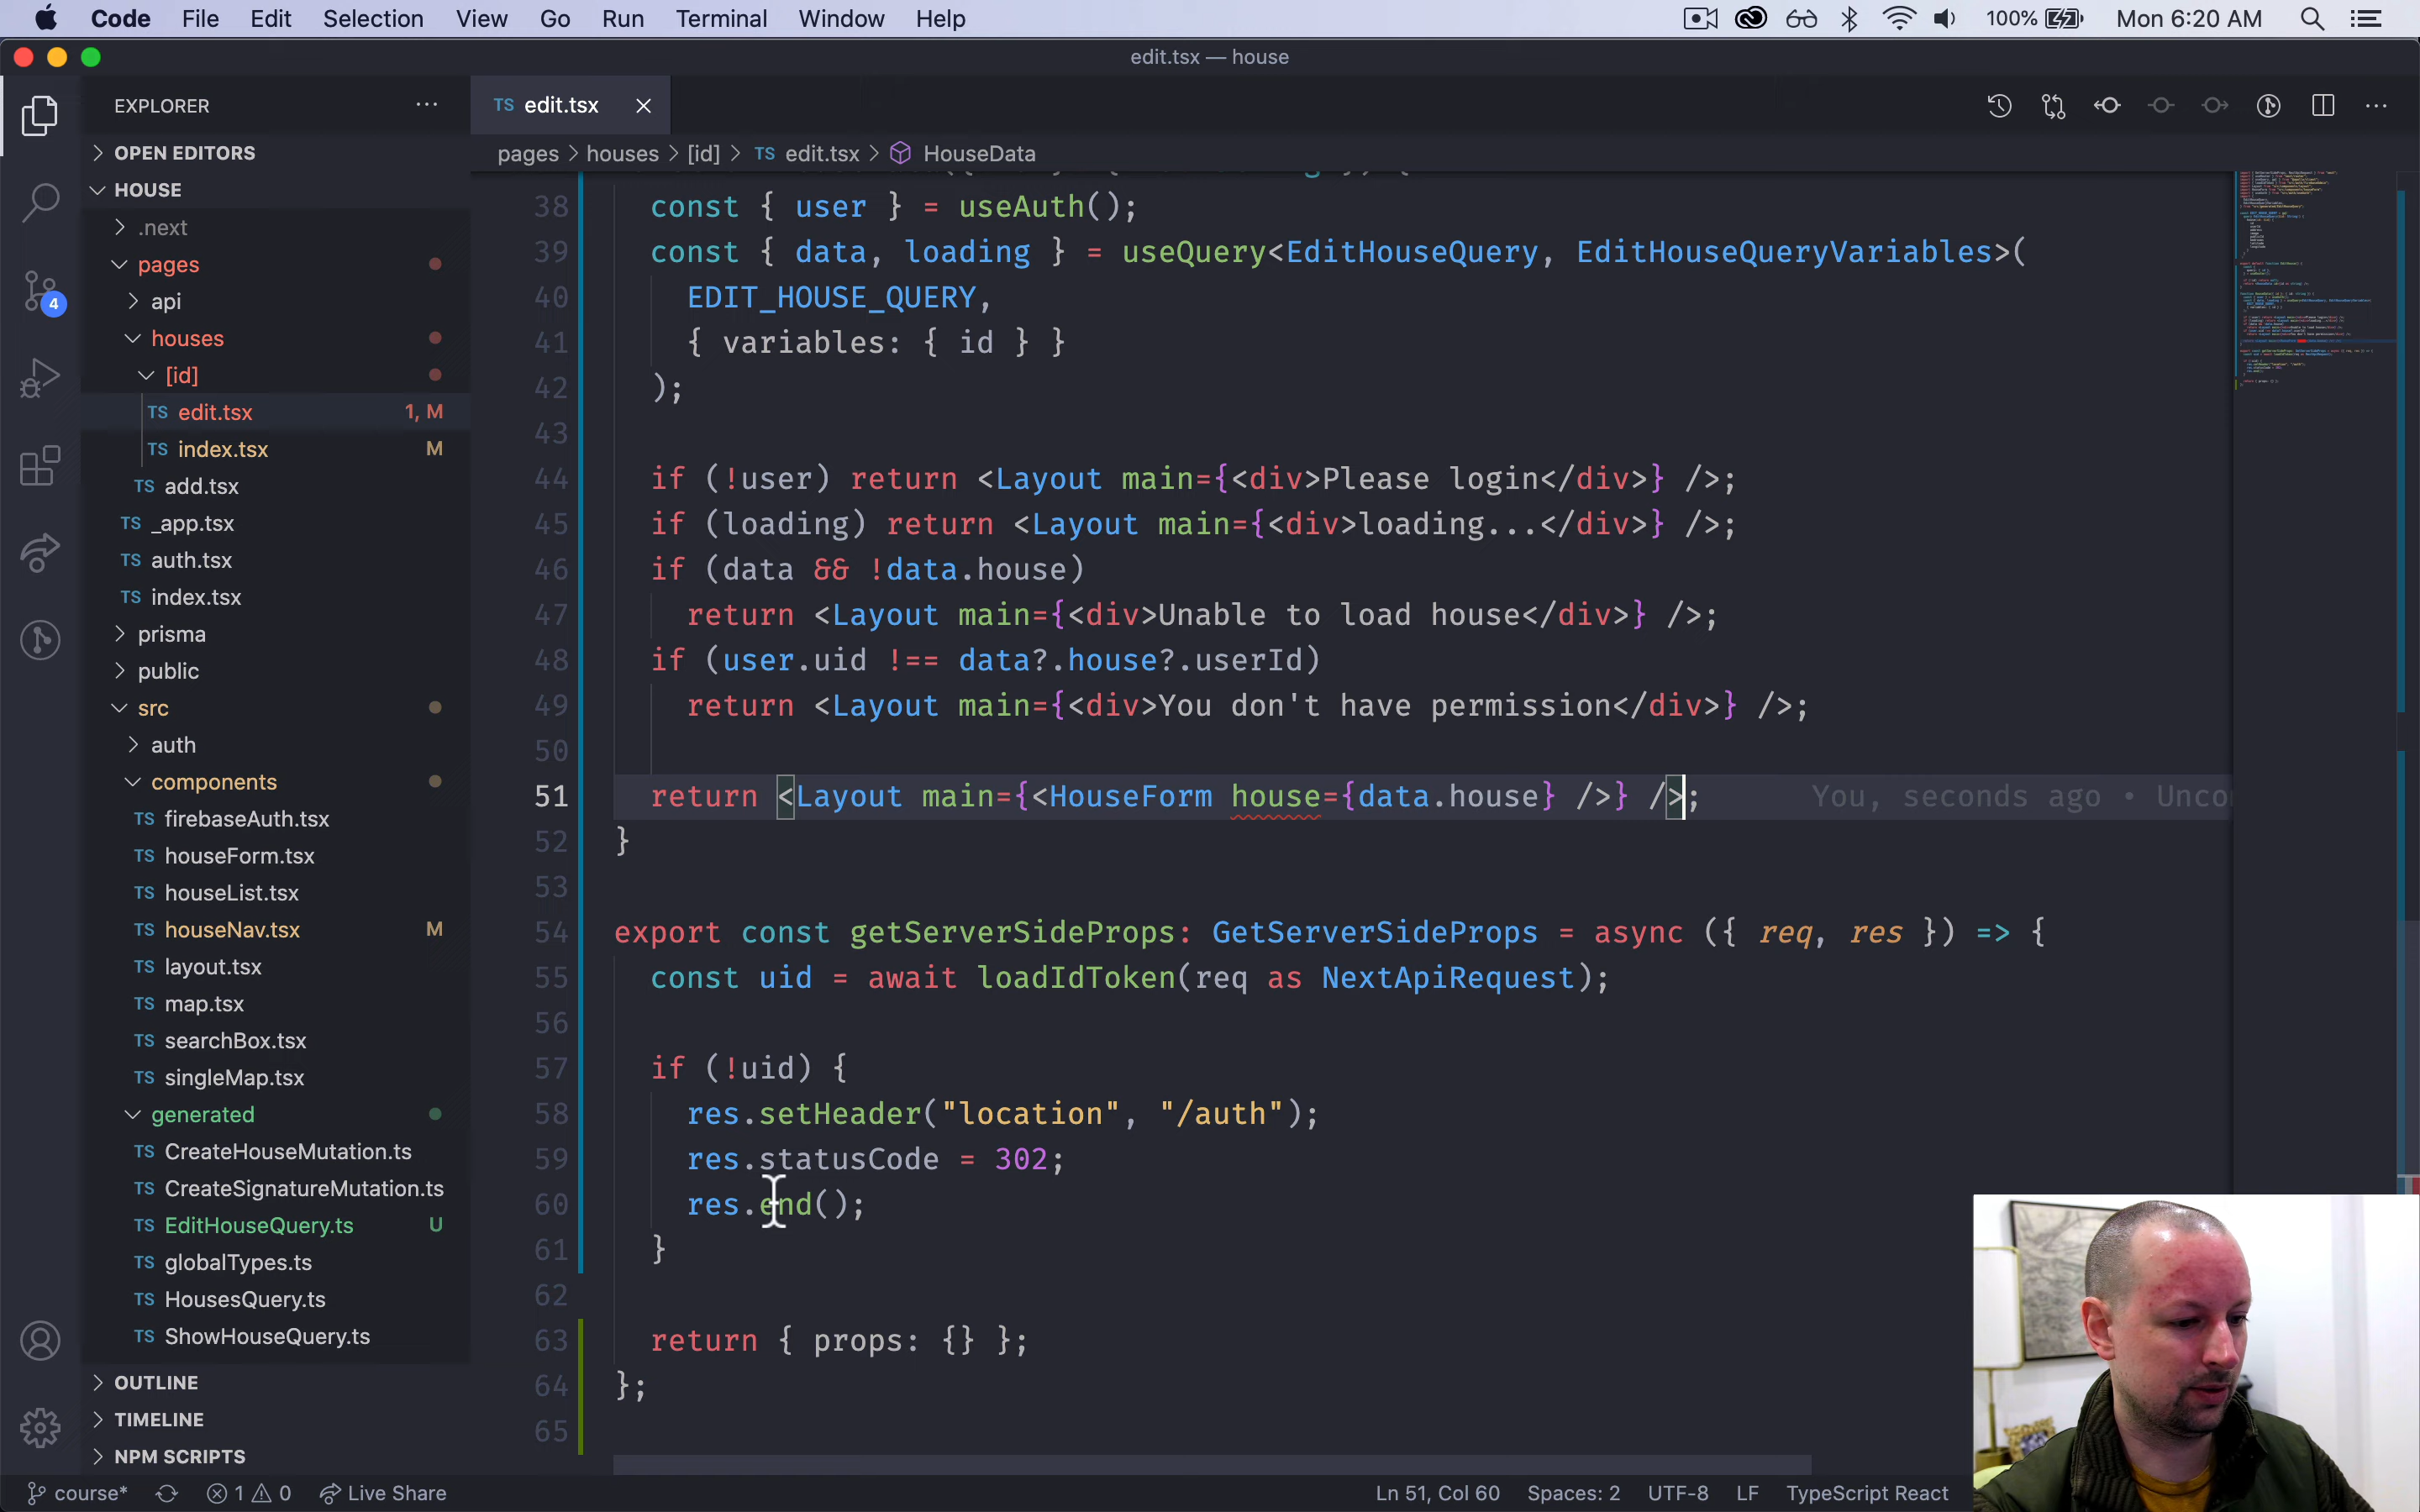 Code File Edit Selection View Go Run Terminal Window Help 100% Mon 6:20 AM
edit.tsx — house
EXPLORER
OPEN EDITORS
HOUSE
.next
pages
api
houses
[id]
TS edit.tsx 1, M
TS index.tsx M
TS add.tsx
TS _app.tsx
TS auth.tsx
TS index.tsx
prisma
public
src
auth
components
TS firebaseAuth.tsx
TS houseForm.tsx
TS houseList.tsx
TS houseNav.tsx M
TS layout.tsx
TS map.tsx
TS searchBox.tsx
TS singleMap.tsx
generated
TS CreateHouseMutation.ts
TS CreateSignatureMutation.ts
TS EditHouseQuery.ts U
TS globalTypes.ts
TS HousesQuery.ts
TS ShowHouseQuery.ts
OUTLINE
TIMELINE
NPM SCRIPTS
4
TS edit.tsx
pages > houses > [id] > TS edit.tsx > HouseData
38 const { user } = useAuth();
39 const { data, loading } = useQuery<EditHouseQuery, EditHouseQueryVariables>(
40 EDIT_HOUSE_QUERY,
41 { variables: { id } }
42 );
43
44 if (!user) return <Layout main={<div>Please login</div>} />;
45 if (loading) return <Layout main={<div>loading...</div>} />;
46 if (data && !data.house)
47 return <Layout main={<div>Unable to load house</div>} />;
48 if (user.uid !== data?.house?.userId)
49 return <Layout main={<div>You don't have permission</div>} />;
50
51 return <Layout main={<HouseForm house={data.house} />} />; You, seconds ago • Unco
52 }
53
54 export const getServerSideProps: GetServerSideProps = async ({ req, res }) => {
55 const uid = await loadIdToken(req as NextApiRequest);
56
57 if (!uid) {
58 res.setHeader("location", "/auth");
59 res.statusCode = 302;
60 res.end();
61 }
62
63 return { props: {} };
64 };
65
course* 1 0 Live Share Ln 51, Col 60 Spaces: 2 UTF-8 LF TypeScript React